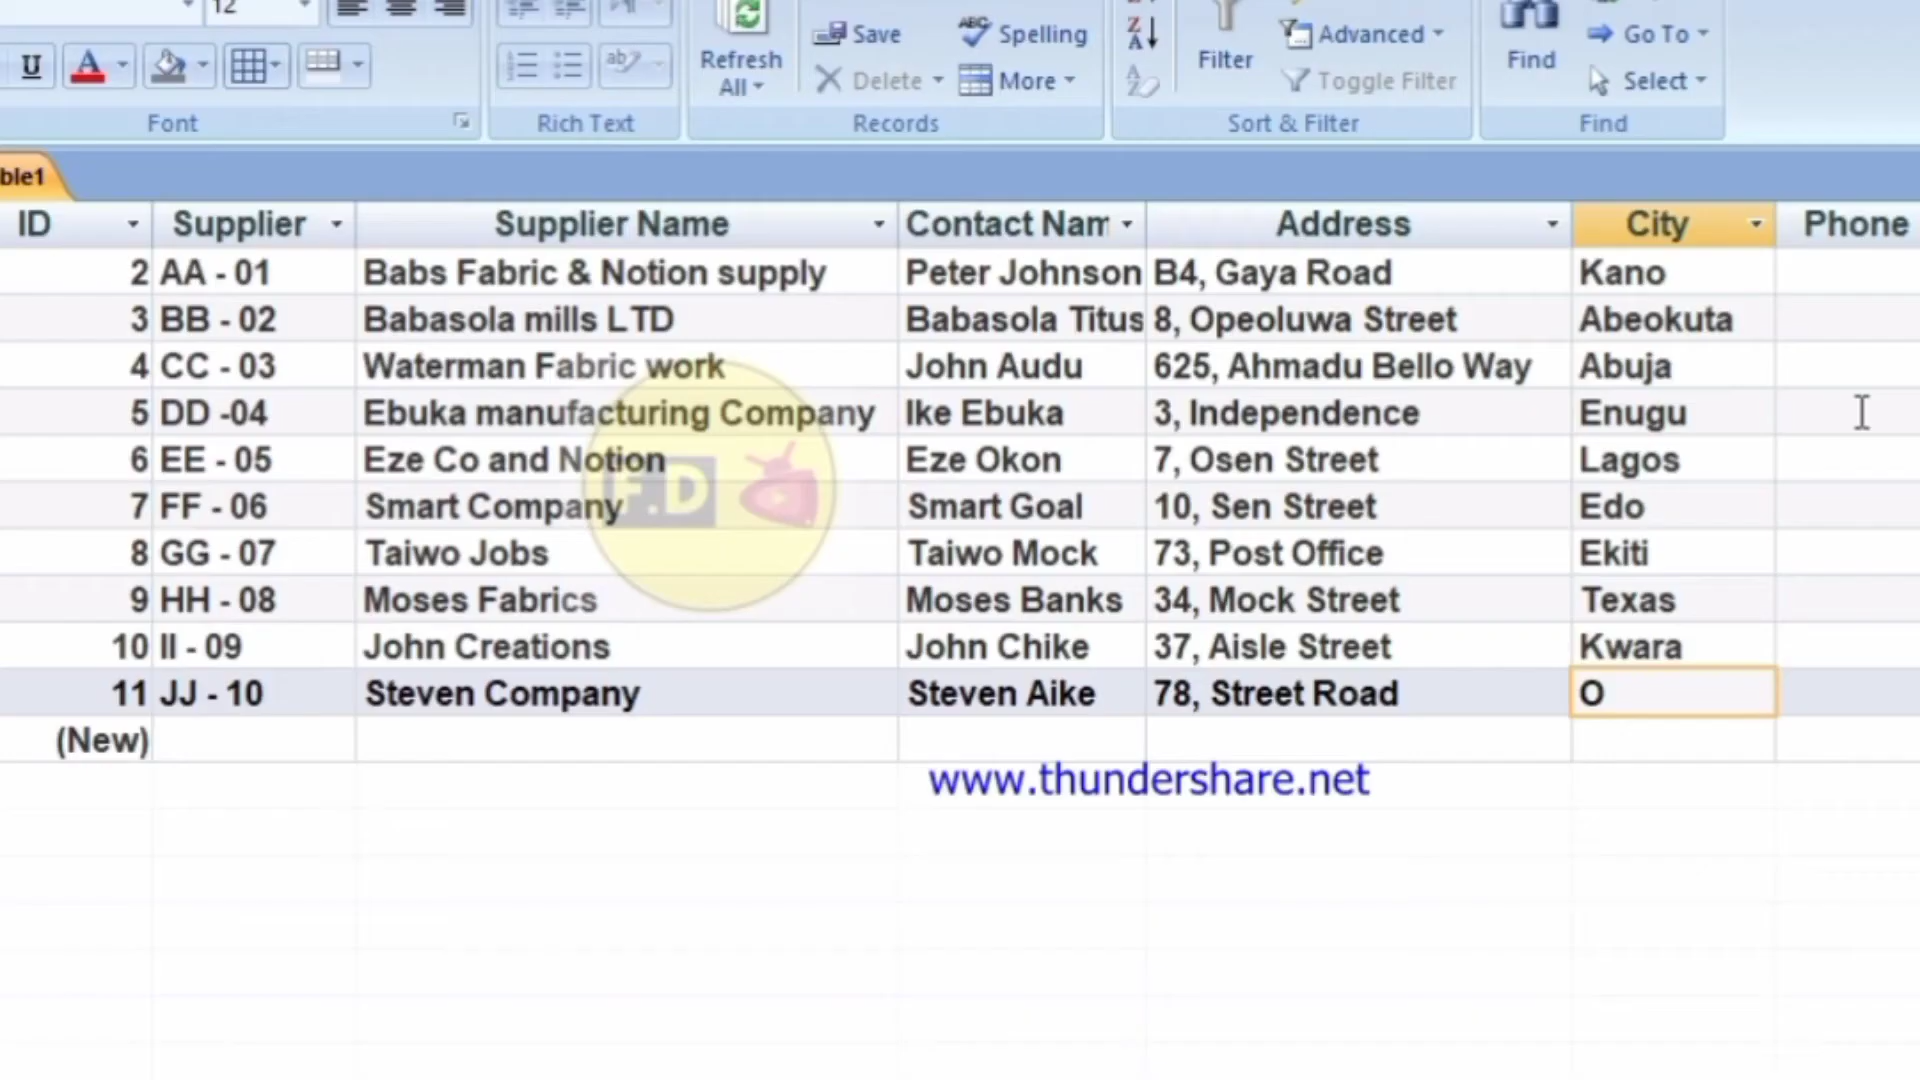 12
U A Refresh All Save Delete Spelling More Filter Advanced Toggle Filter Find Go To Select
Font Rich Text Records Sort & Filter Find
ble1
ID Supplier Supplier Name Contact Nam Address City Phone
2 AA - 01 Babs Fabric & Notion supply Peter Johnson B4, Gaya Road Kano
3 BB - 02 Babasola mills LTD Babasola Titus 8, Opeoluwa Street Abeokuta
4 CC - 03 Waterman Fabric work John Audu 625, Ahmadu Bello Way Abuja
5 DD -04 Ebuka manufacturing Company Ike Ebuka 3, Independence Enugu
6 EE - 05 Eze Co and Notion Eze Okon 7, Osen Street Lagos
F.D
7 FF - 06 Smart Company Smart Goal 10, Sen Street Edo
8 GG - 07 Taiwo Jobs Taiwo Mock 73, Post Office Ekiti
9 HH - 08 Moses Fabrics Moses Banks 34, Mock Street Texas
10 II - 09 John Creations John Chike 37, Aisle Street Kwara
11 JJ - 10 Steven Company Steven Aike 78, Street Road O
(New)
www.thundershare.net